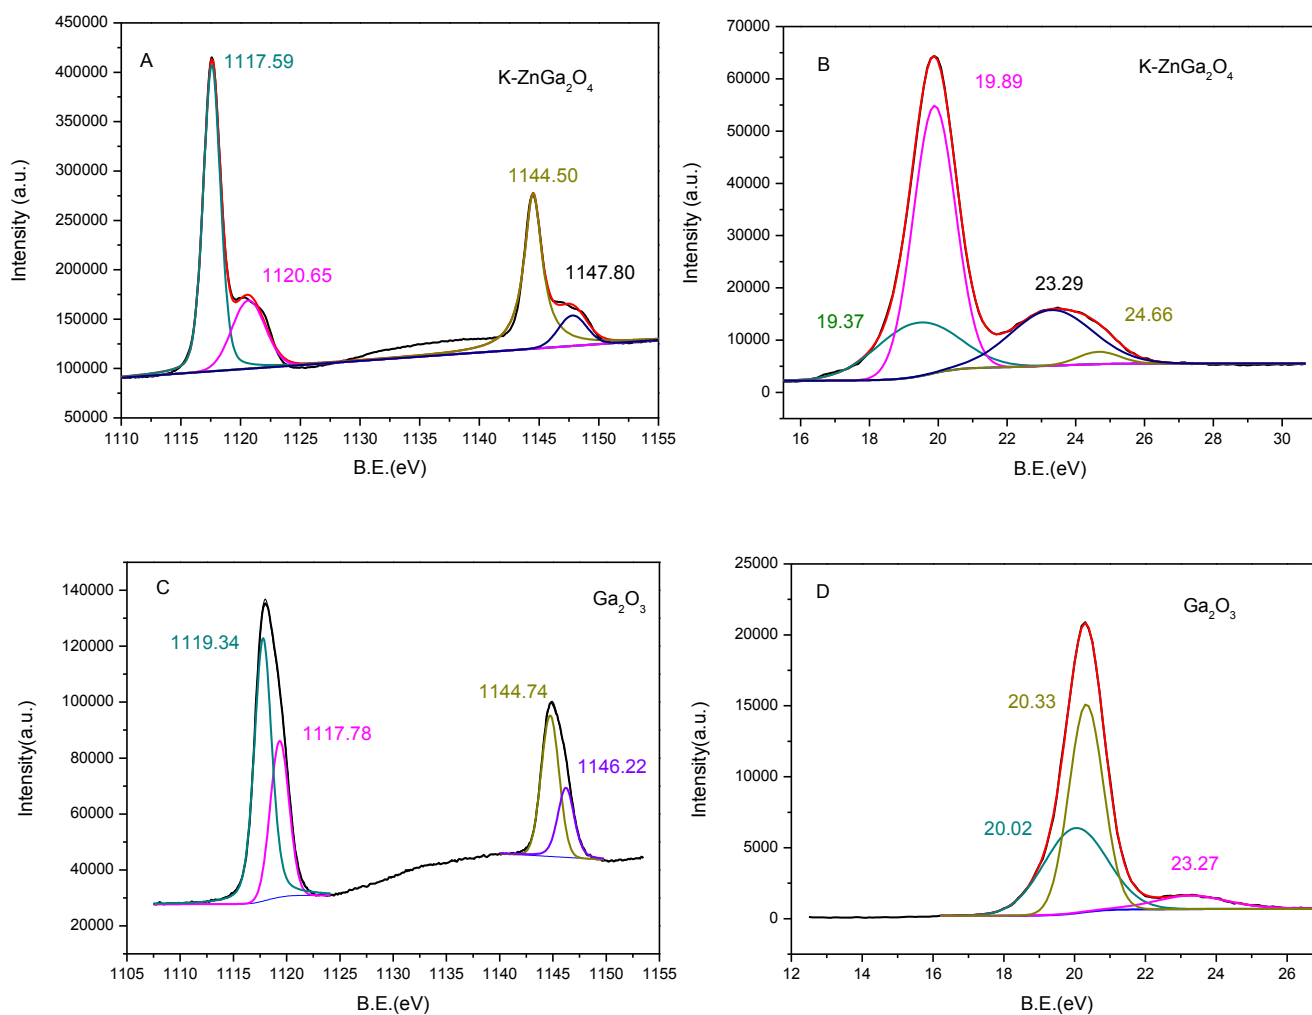 A
K-ZnGa₂O₄
1117.59
1120.65
1144.50
1147.80
450000
400000
350000
300000
250000
200000
150000
100000
50000
Intensity (a.u.)
1110 1115 1120 1125 1130 1135 1140 1145 1150 1155
B.E.(eV)
B
K-ZnGa₂O₄
19.89
19.37
23.29
24.66
70000
60000
50000
40000
30000
20000
10000
0
Intensity (a.u.)
16 18 20 22 24 26 28 30
B.E.(eV)
C
Ga₂O₃
1119.34
1117.78
1144.74
1146.22
140000
120000
100000
80000
60000
40000
20000
Intensity(a.u.)
1105 1110 1115 1120 1125 1130 1135 1140 1145 1150 1155
B.E.(eV)
D
Ga₂O₃
20.33
20.02
23.27
25000
20000
15000
10000
5000
0
Intensity(a.u.)
12 14 16 18 20 22 24 26
B.E.(eV)